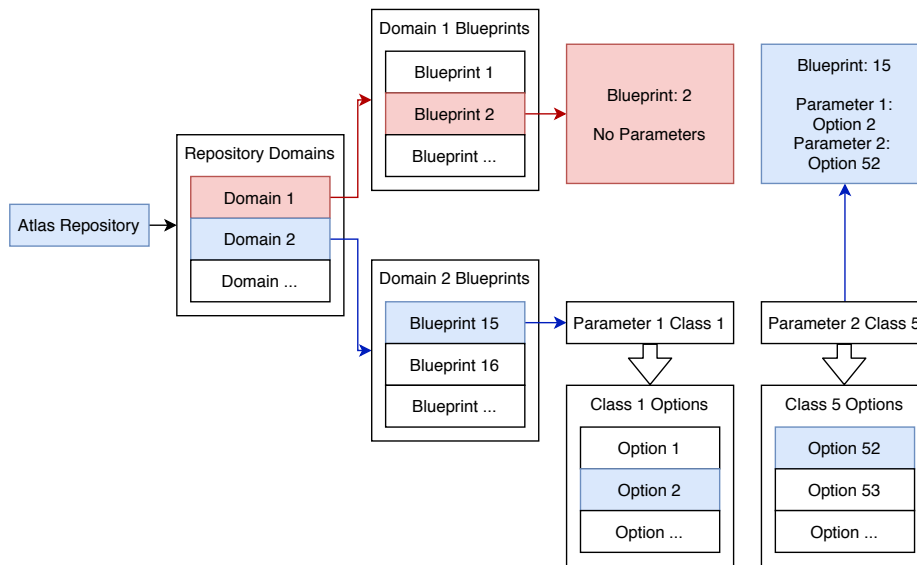 Atlas Repository
Repository Domains
Domain 1
Domain 2
Domain ...
Domain 1 Blueprints
Blueprint 1
Blueprint 2
Blueprint ...
Blueprint: 2
No Parameters
Domain 2 Blueprints
Blueprint 15
Blueprint 16
Blueprint ...
Parameter 1 Class 1
Class 1 Options
Option 1
Option 2
Option ...
Parameter 2 Class 5
Class 5 Options
Option 52
Option 53
Option ...
Blueprint: 15
Parameter 1:
Option 2
Parameter 2:
Option 52